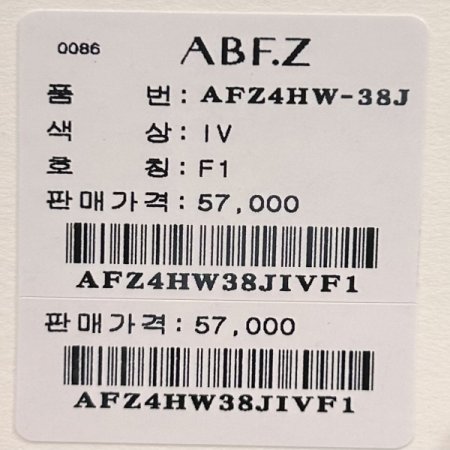 0086 ABF.Z
품 번 : AFZ4HW-38J
색 상 : IV
호 칭 : F1
판매가격 : 57,000
AFZ4HW38JIVF1
판매가격 : 57,000
AFZ4HW38JIVF1